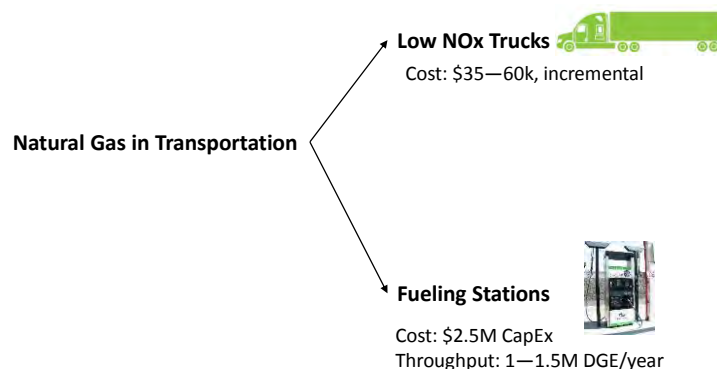 Low NOx Trucks
Cost: $35—60k, incremental
Natural Gas in Transportation
Fueling Stations
Cost: $2.5M CapEx
Throughput: 1—1.5M DGE/year